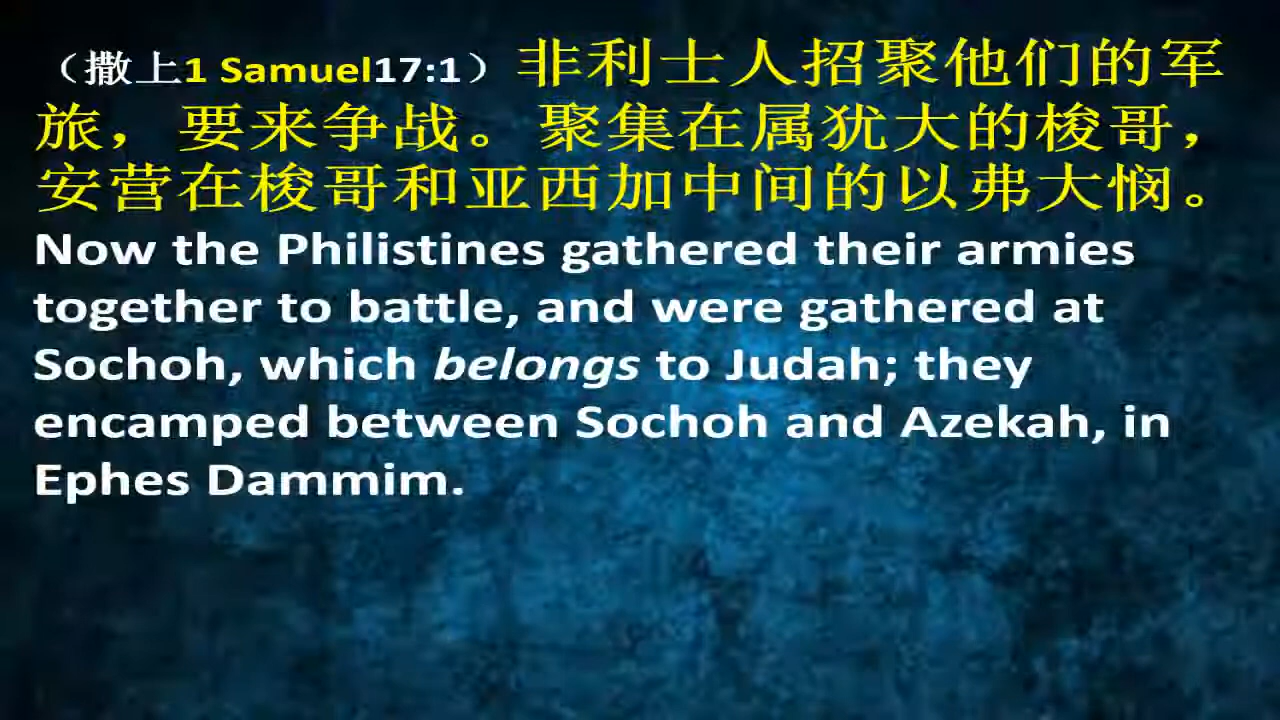 （撒上1 Samuel17:1）非利士人招聚他们的军
旅，要来争战。聚集在属犹大的梭哥，
安营在梭哥和亚西加中间的以弗大悯。
Now the Philistines gathered their armies
together to battle, and were gathered at
Sochoh, which belongs to Judah; they
encamped between Sochoh and Azekah, in
Ephes Dammim.